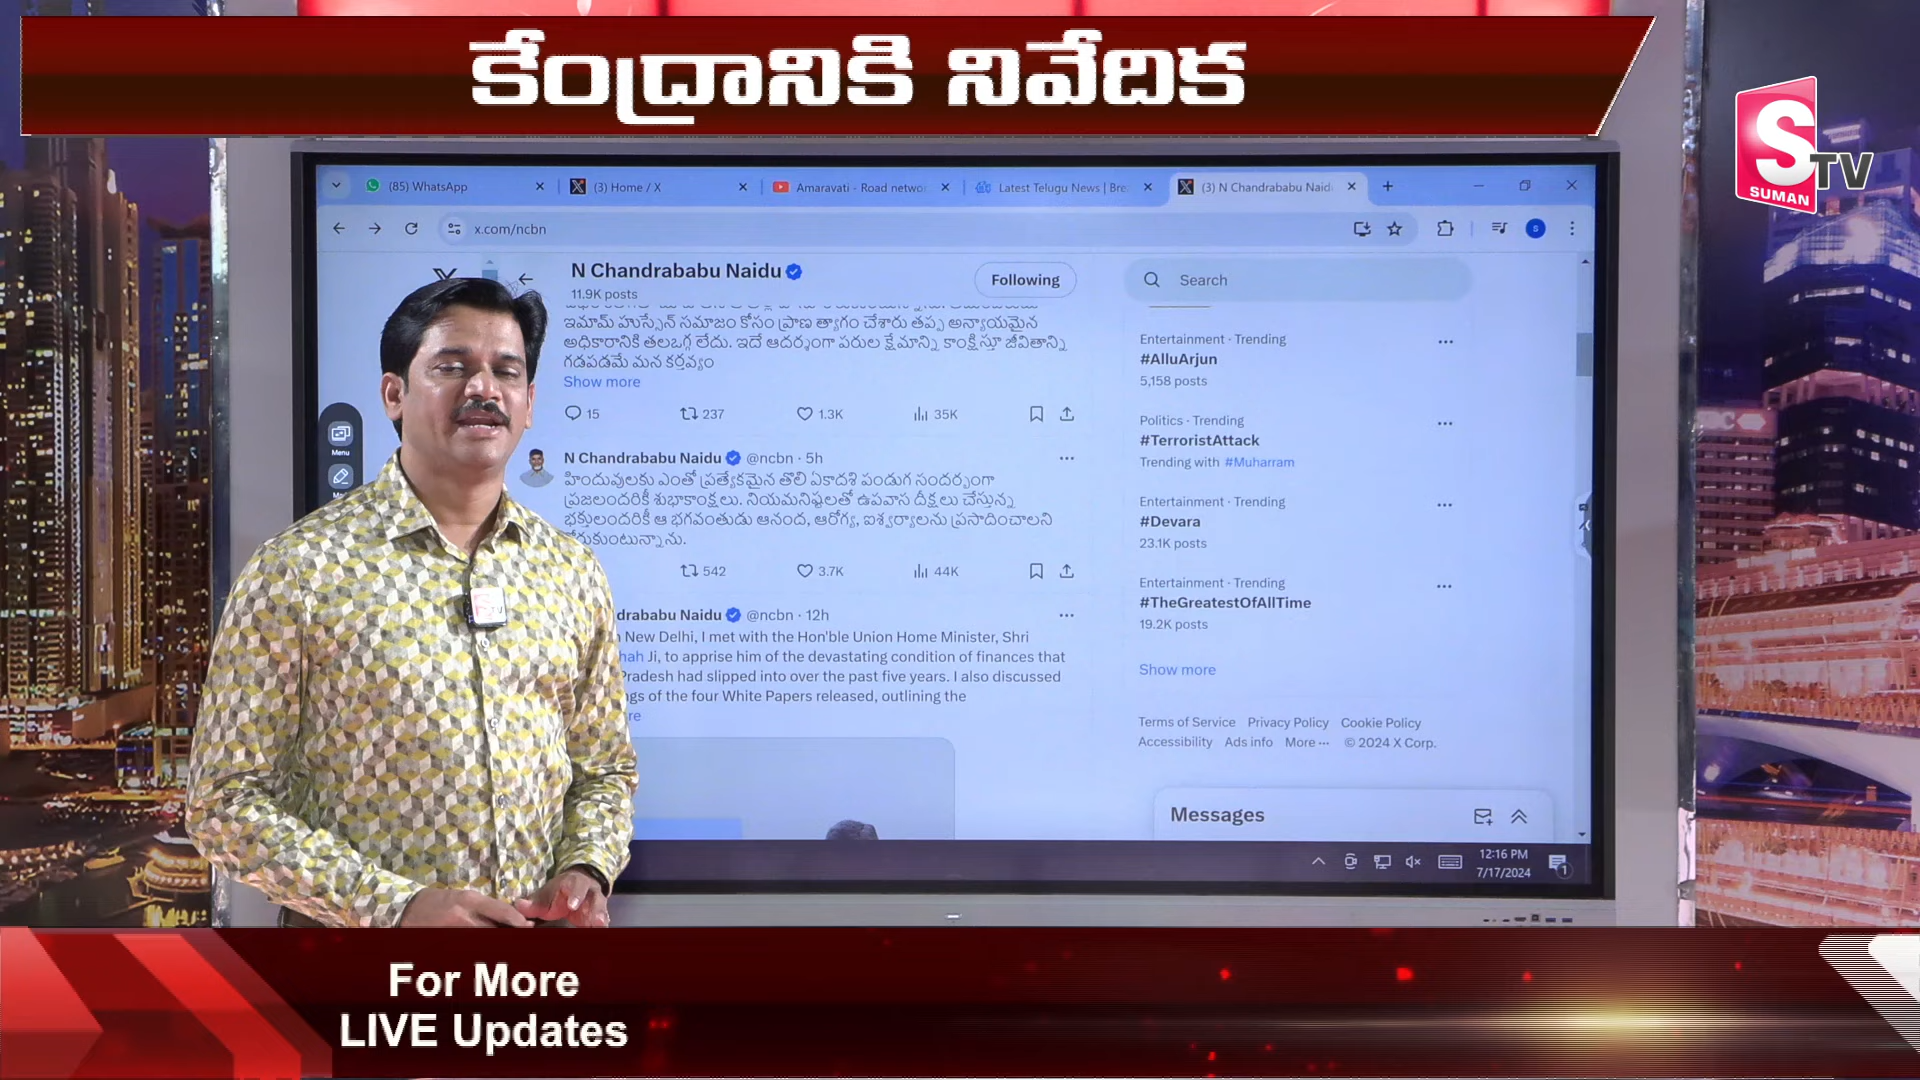 కేంద్రానికి నివేదిక
S TV
SUMAN
(85) WhatsApp
(3) Home / X
Amaravati - Road netwo
Latest Telugu News | Bre
(3) N Chandrababu Naid
x.com/ncbn
N Chandrababu Naidu
11.9K posts
Following
Search
ఇమామ్ హుస్సేన్ సమాజం కోసం ప్రాణ త్యాగం చేశారు తప్ప అన్యాయమైన
అధికారానికి తలఒగ్గ లేదు. ఇదే ఆదర్శంగా పరుల క్షేమాన్ని కాంక్షిస్తూ జీవితాన్ని
గడపడమే మన కర్తవ్యం
Show more
15 237 1.3K 35K
N Chandrababu Naidu @ncbn · 5h
హిందువులకు ఎంతో ప్రత్యేకమైన తొలి ఏకాదశి పండుగ సందర్భంగా
ప్రజలందరికీ శుభాకాంక్షలు. నియమనిష్ఠలతో ఉపవాస దీక్షలు చేస్తున్న
భక్తులందరికీ ఆ భగవంతుడు ఆనంద, ఆరోగ్య, ఐశ్వర్యాలను ప్రసాదించాలని
కోరుకుంటున్నాను.
542 3.7K 44K
drababu Naidu @ncbn · 12h
New Delhi, I met with the Hon'ble Union Home Minister, Shri
hah Ji, to apprise him of the devastating condition of finances that
Pradesh had slipped into over the past five years. I also discussed
ngs of the four White Papers released, outlining the
re
Entertainment · Trending
#AlluArjun
5,158 posts
Politics · Trending
#TerroristAttack
Trending with #Muharram
Entertainment · Trending
#Devara
23.1K posts
Entertainment · Trending
#TheGreatestOfAllTime
19.2K posts
Show more
Terms of Service Privacy Policy Cookie Policy
Accessibility Ads info More ··· © 2024 X Corp.
Messages
Menu
12:16 PM
7/17/2024
For More
LIVE Updates